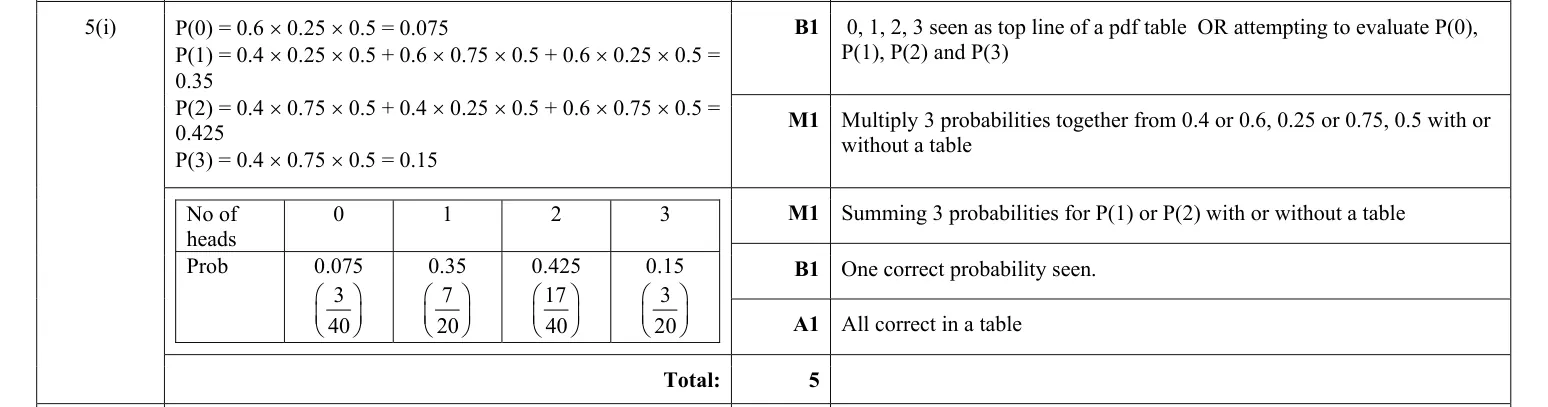 5(i)
P(0) = 0.6 × 0.25 × 0.5 = 0.075
P(1) = 0.4 × 0.25 × 0.5 + 0.6 × 0.75 × 0.5 + 0.6 × 0.25 × 0.5 =
0.35
P(2) = 0.4 × 0.75 × 0.5 + 0.4 × 0.25 × 0.5 + 0.6 × 0.75 × 0.5 =
0.425
P(3) = 0.4 × 0.75 × 0.5 = 0.15
B1 0, 1, 2, 3 seen as top line of a pdf table OR attempting to evaluate P(0),
P(1), P(2) and P(3)
M1 Multiply 3 probabilities together from 0.4 or 0.6, 0.25 or 0.75, 0.5 with or
without a table
No of
heads
0 1 2 3
Prob 0.075 0.35 0.425 0.15
(3/40) (7/20) (17/40) (3/20)
M1 Summing 3 probabilities for P(1) or P(2) with or without a table
B1 One correct probability seen.
A1 All correct in a table
Total: 5